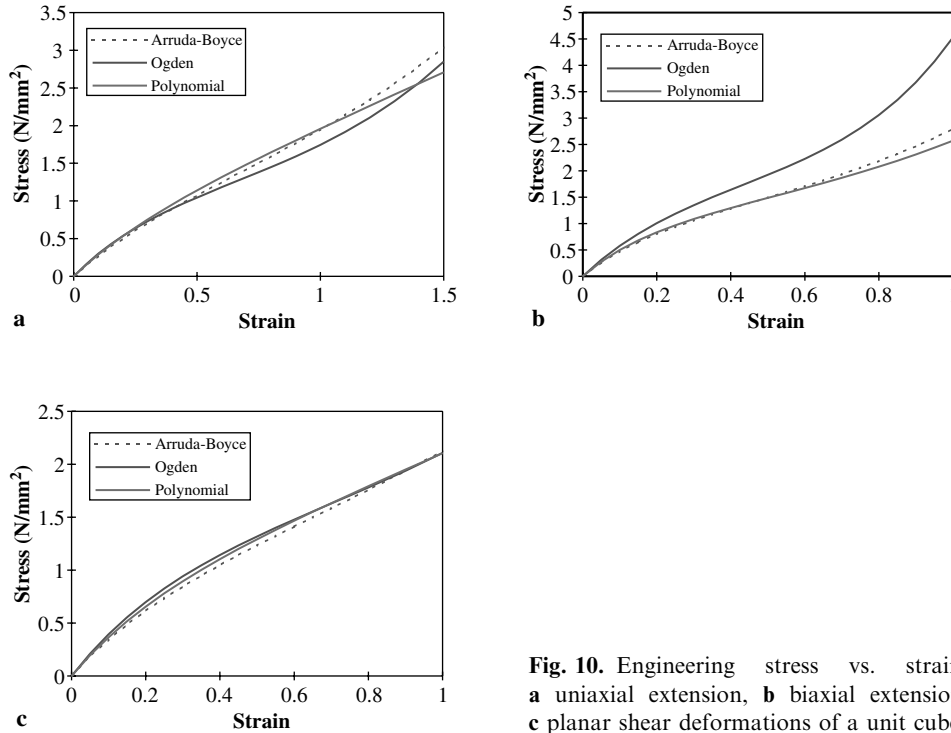 3.5
3
2.5
2
1.5
1
0.5
0
0
0.5
1
1.5
Stress (N/mm²)
Strain
Arruda-Boyce
Ogden
Polynomial
a
5
4.5
4
3.5
3
2.5
2
1.5
1
0.5
0
0
0.2
0.4
0.6
0.8
Stress (N/mm²)
Strain
Arruda-Boyce
Ogden
Polynomial
b
2.5
2
1.5
1
0.5
0
0
0.2
0.4
0.6
0.8
1
Stress (N/mm²)
Strain
Arruda-Boyce
Ogden
Polynomial
c
Fig. 10. Engineering stress vs. strain
a uniaxial extension, b biaxial extensio
c planar shear deformations of a unit cube